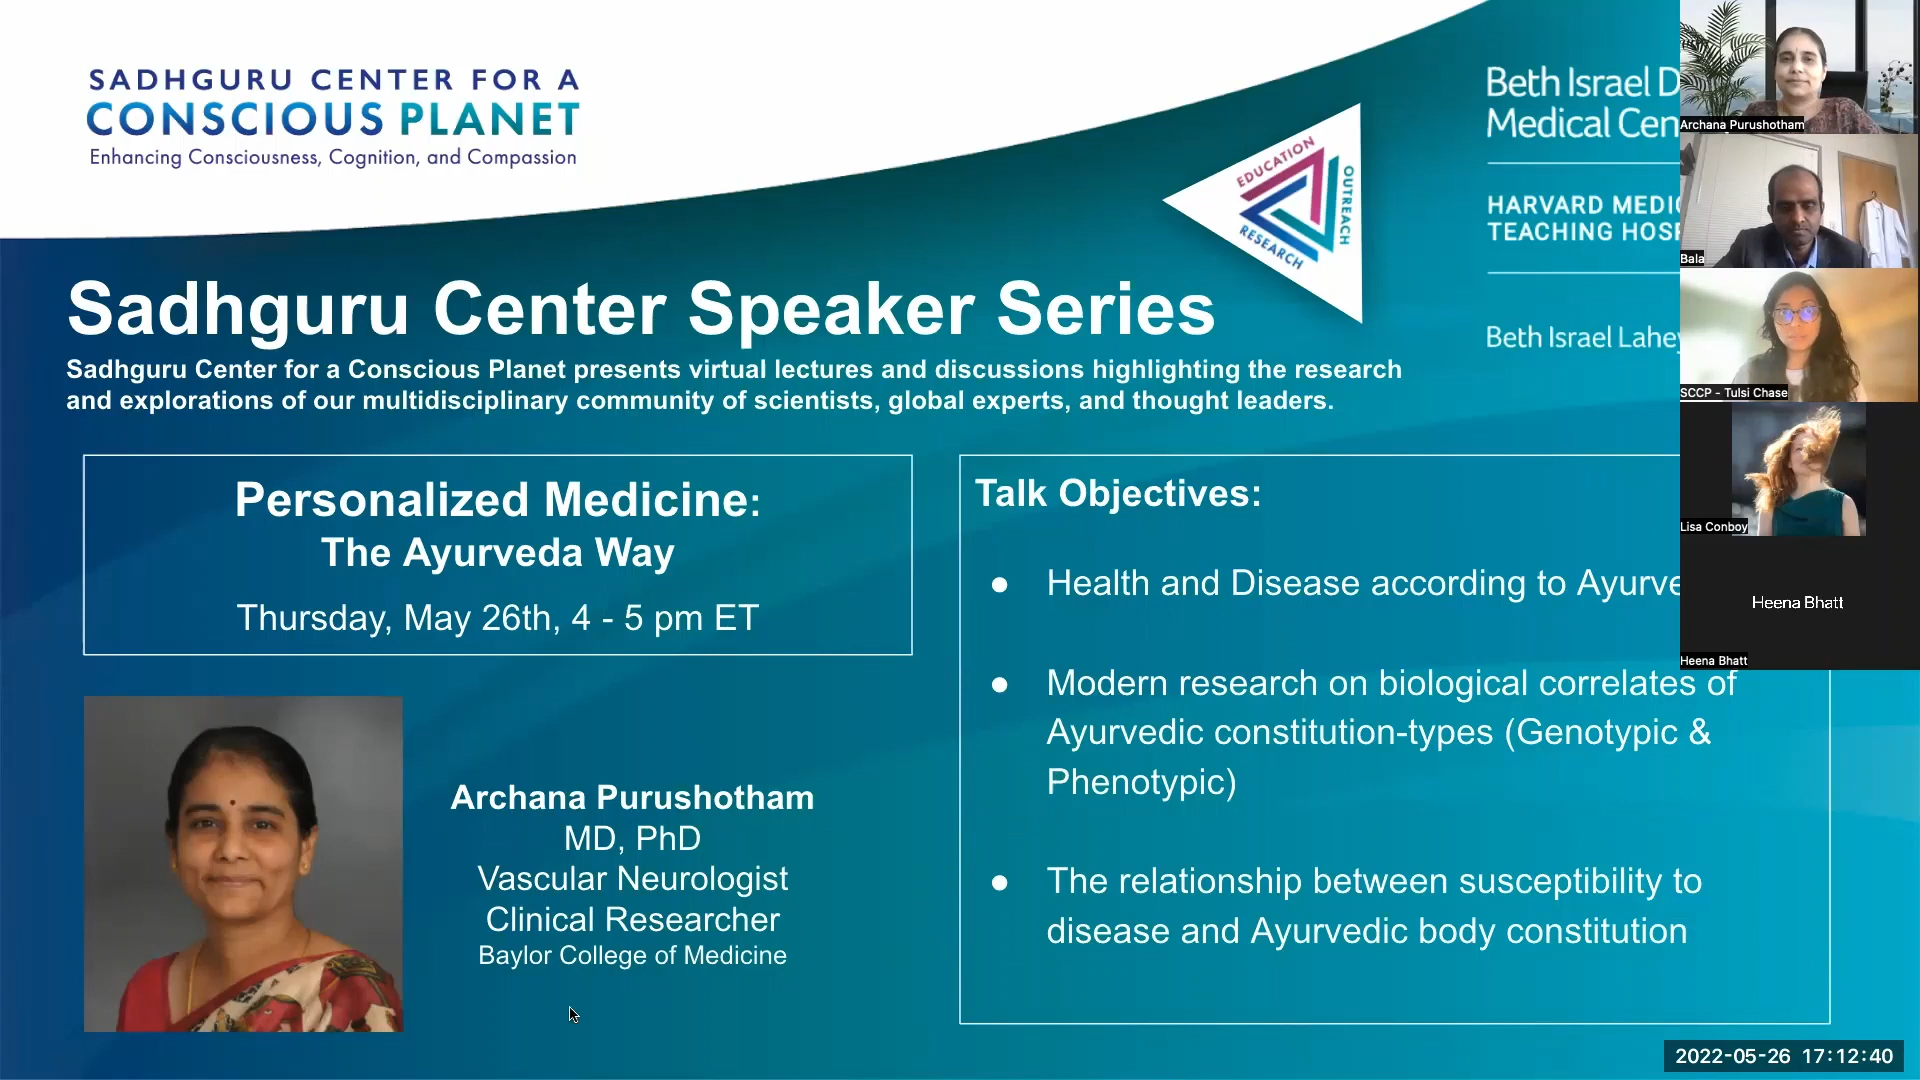 SADHGURU CENTER FOR A
CONSCIOUS PLANET
Enhancing Consciousness, Cognition, and Compassion
EDUCATION
OUTREACH
RESEARCH
Beth Israel D
Medical Cen
HARVARD MEDIC
TEACHING HOSP
Beth Israel Lahey
Sadhguru Center Speaker Series
Sadhguru Center for a Conscious Planet presents virtual lectures and discussions highlighting the research
and explorations of our multidisciplinary community of scientists, global experts, and thought leaders.
Personalized Medicine:
The Ayurveda Way
Thursday, May 26th, 4 - 5 pm ET
Archana Purushotham
MD, PhD
Vascular Neurologist
Clinical Researcher
Baylor College of Medicine
Talk Objectives:
● Health and Disease according to Ayurve
● Modern research on biological correlates of
Ayurvedic constitution-types (Genotypic &
Phenotypic)
● The relationship between susceptibility to
disease and Ayurvedic body constitution
Archana Purushotham
Bala
SCCP - Tulsi Chase
Lisa Conboy
Heena Bhatt
Heena Bhatt
2022-05-26 17:12:40